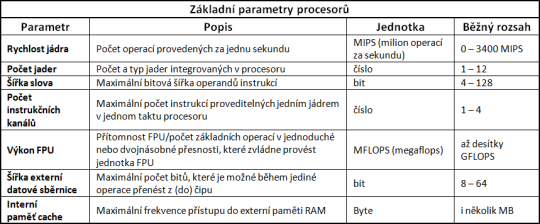 Základní parametry procesorů
Parametr Popis Jednotka Běžný rozsah
Rychlost jádra Počet operací provedených za jednu sekundu MIPS (milion operací za sekundu) 0 – 3400 MIPS
Počet jader Počet a typ jader integrovaných v procesoru číslo 1 – 12
Šířka slova Maximální bitová šířka operandů instrukcí bit 4 – 128
Počet instrukčních kanálů Maximální počet instrukcí proveditelných jedním jádrem v jednom taktu procesoru číslo 1 – 4
Výkon FPU Přítomnost FPU/počet základních operací v jednoduché nebo dvojnásobné přesnosti, které zvládne provést jednotka FPU MFLOPS (megaflops) až desítky GFLOPS
Šířka externí datové sběrnice Maximální počet bitů, které je možné během jediné operace přenést z (do) čipu bit 8 – 64
Interní paměť cache Maximální frekvence přístupu do externí paměti RAM Byte i několik MB